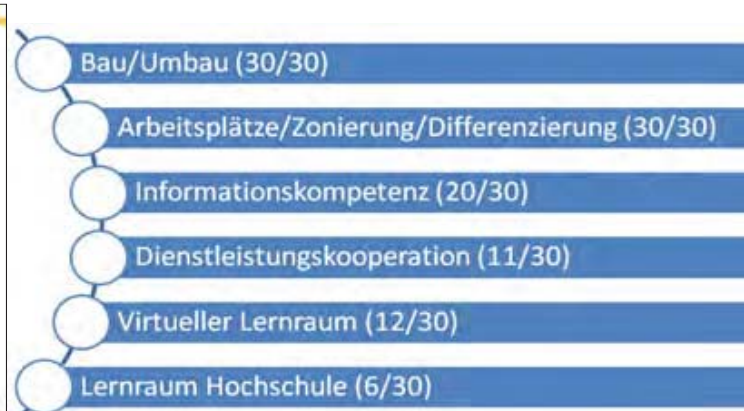 Bau/Umbau (30/30)
Arbeitsplätze/Zonierung/Differenzierung (30/30)
Informationskompetenz (20/30)
Dienstleistungskooperation (11/30)
Virtueller Lernraum (12/30)
Lernraum Hochschule (6/30)